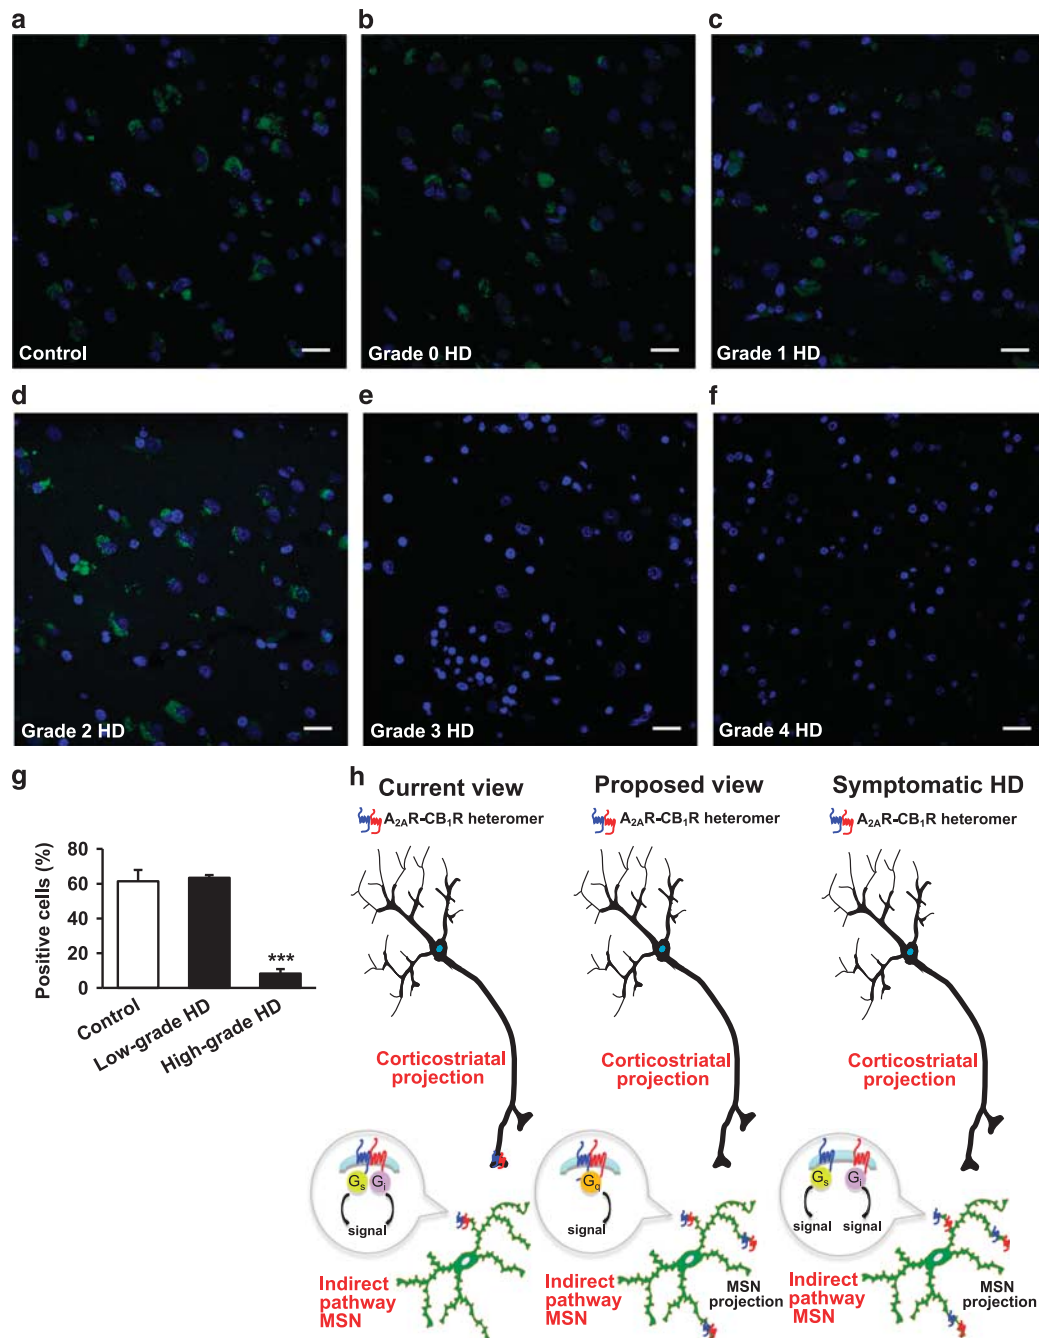 a
b
c
Control
Grade 0 HD
Grade 1 HD
d
e
f
Grade 2 HD
Grade 3 HD
Grade 4 HD
g
Positive cells (%)
80
60
40
20
0
***
Control
Low-grade HD
High-grade HD
h
Current view
A2AR-CB1R heteromer
Corticostriatal
projection
Gs Gi
signal
Indirect
pathway
MSN
Proposed view
A2AR-CB1R heteromer
Corticostriatal
projection
Gq
signal
Indirect
pathway
MSN
MSN
projection
Symptomatic HD
A2AR-CB1R heteromer
Corticostriatal
projection
Gs Gi
signal signal
Indirect
pathway
MSN
MSN
projection